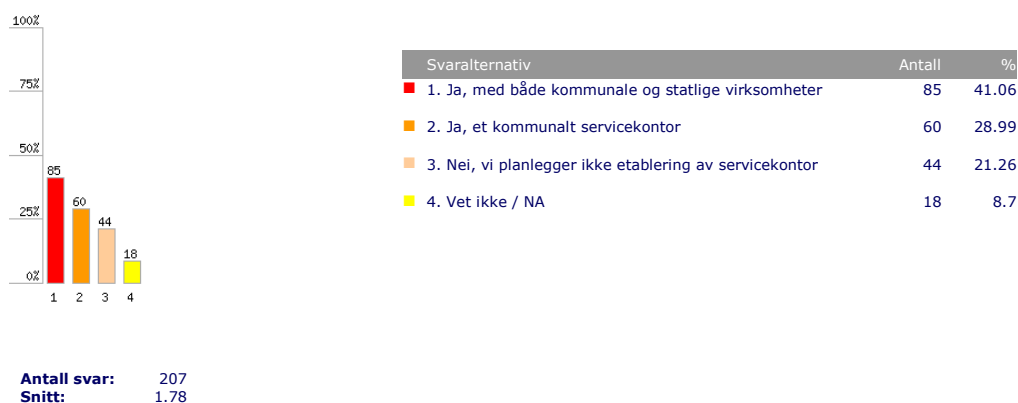 100%
75%
50%
25%
0%
85
60
44
18
1 2 3 4
Svaralternativ Antall %
1. Ja, med både kommunale og statlige virksomheter 85 41.06
2. Ja, et kommunalt servicekontor 60 28.99
3. Nei, vi planlegger ikke etablering av servicekontor 44 21.26
4. Vet ikke / NA 18 8.7
Antall svar: 207
Snitt: 1.78